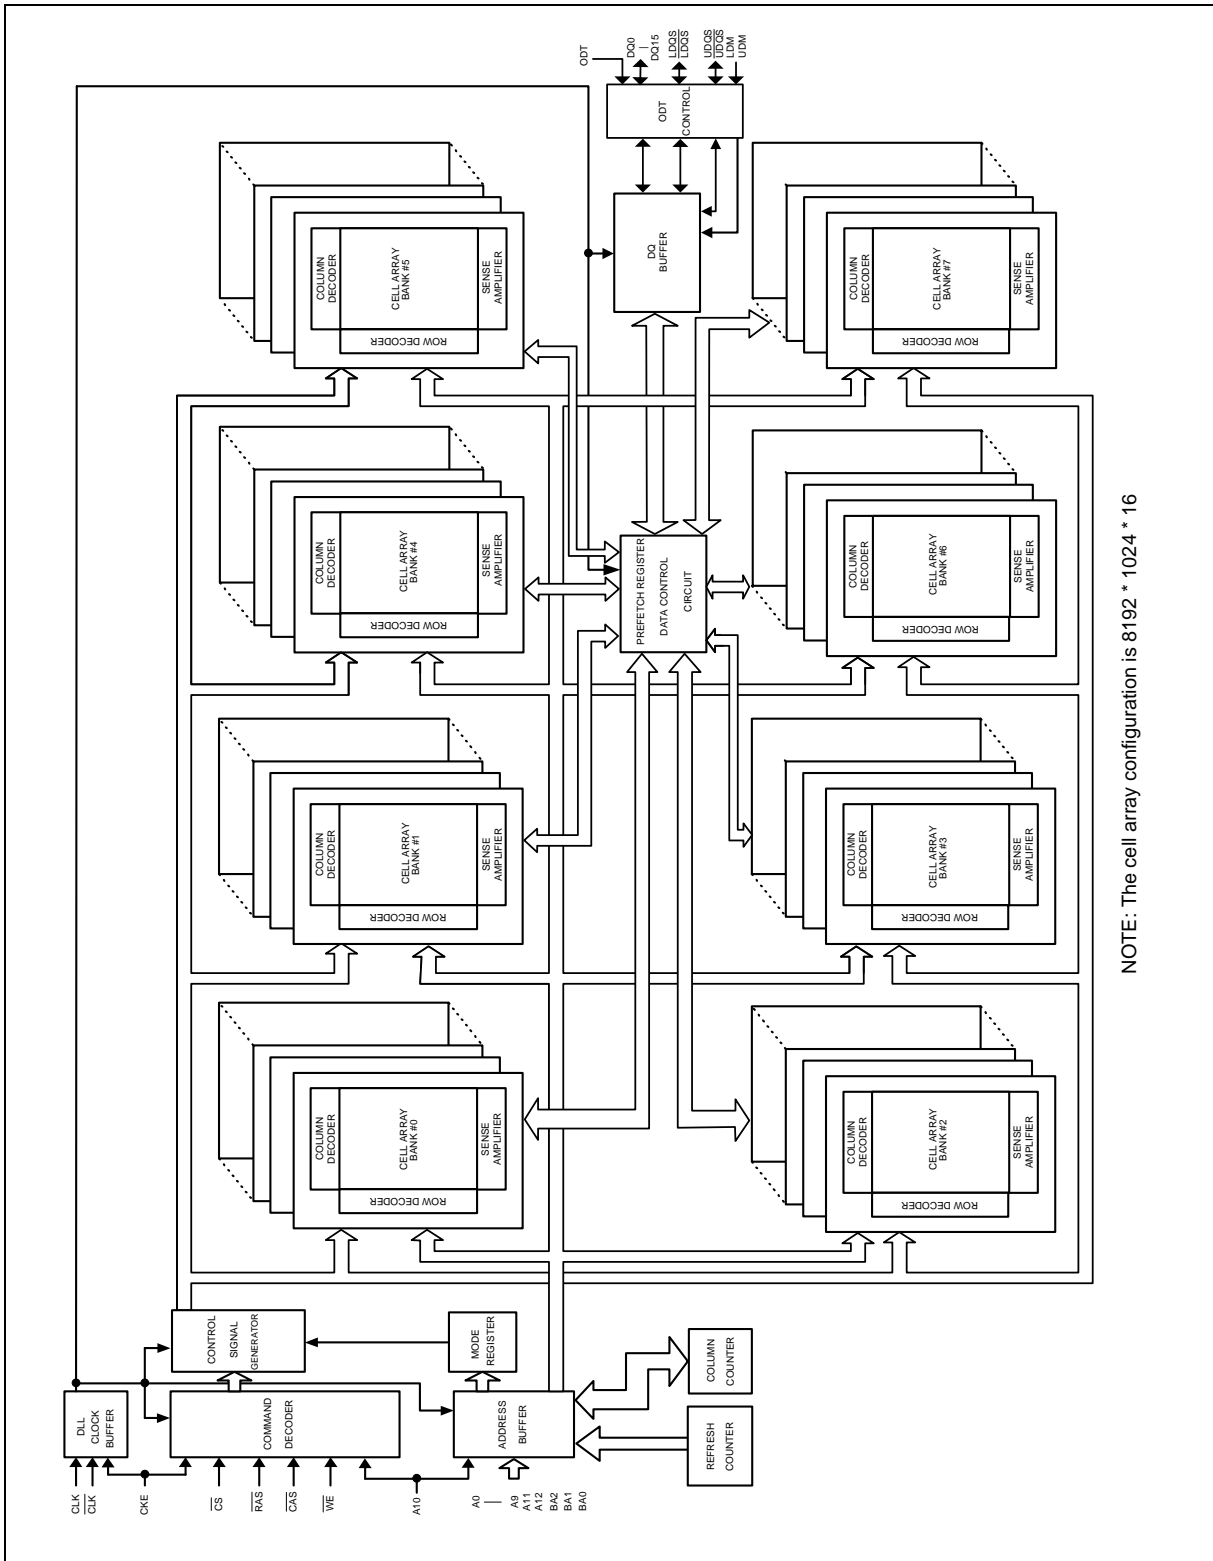 CLK
CLK
CKE
CS
RAS
CAS
WE
A10
A0
A9
A11
A12
BA2
BA1
BA0
DLL
CLOCK
BUFFER
COMMAND
DECODER
ADDRESS
BUFFER
REFRESH
COUNTER
COLUMN
COUNTER
CONTROL
SIGNAL
GENERATOR
MODE
REGISTER
COLUMN
DECODER
CELL ARRAY
BANK #0
SENSE
AMPLIFIER
ROW DECODER
COLUMN
DECODER
CELL ARRAY
BANK #2
SENSE
AMPLIFIER
ROW DECODER
COLUMN
DECODER
CELL ARRAY
BANK #1
SENSE
AMPLIFIER
ROW DECODER
COLUMN
DECODER
CELL ARRAY
BANK #3
SENSE
AMPLIFIER
ROW DECODER
COLUMN
DECODER
CELL ARRAY
BANK #4
SENSE
AMPLIFIER
ROW DECODER
PREFETCH REGISTER
DATA CONTROL
CIRCUIT
COLUMN
DECODER
CELL ARRAY
BANK #6
SENSE
AMPLIFIER
ROW DECODER
COLUMN
DECODER
CELL ARRAY
BANK #5
SENSE
AMPLIFIER
ROW DECODER
DQ
BUFFER
COLUMN
DECODER
CELL ARRAY
BANK #7
SENSE
AMPLIFIER
ROW DECODER
ODT
CONTROL
ODT
DQ0
DQ15
LDQS
LDQS
UDQS
UDQS
LDM
UDM
NOTE: The cell array configuration is 8192 * 1024 * 16